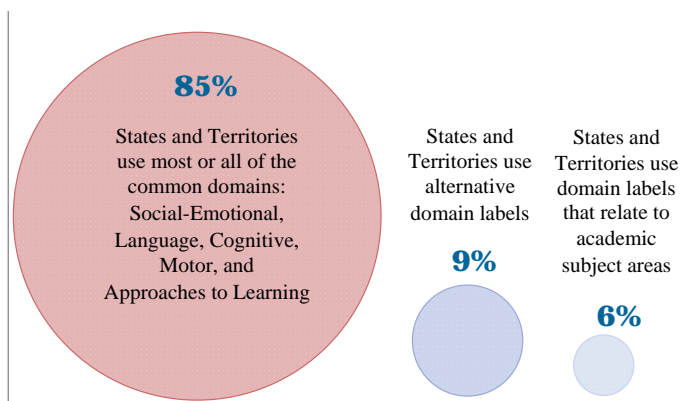 85%
States and Territories
use most or all of the
common domains:
Social-Emotional,
Language, Cognitive,
Motor, and
Approaches to Learning
States and
Territories use
alternative
domain labels
9%
States and
Territories use
domain labels
that relate to
academic
subject areas
6%